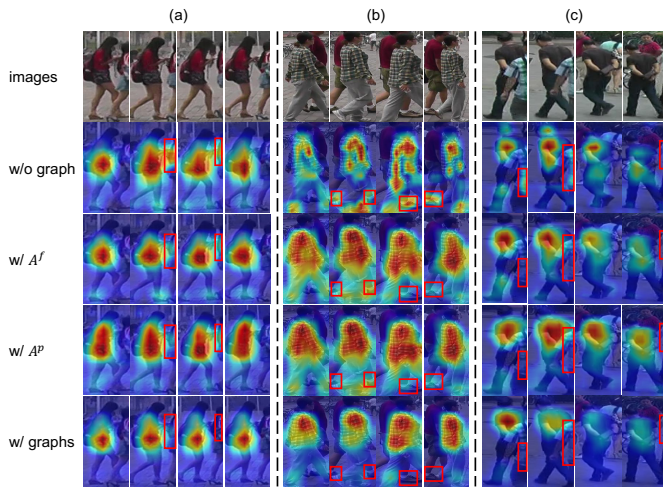 (a) (b) (c)
images
w/o graph
w/ A^f
w/ A^p
w/ graphs